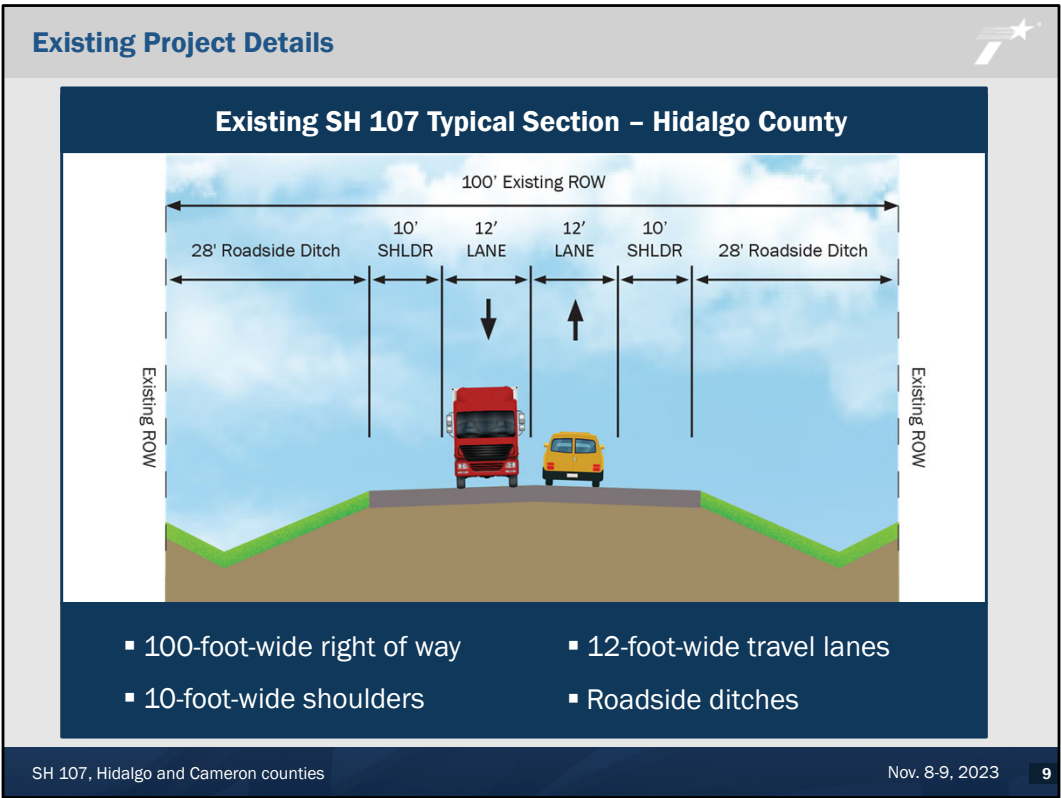 Existing Project Details
Existing SH 107 Typical Section – Hidalgo County
100’ Existing ROW
28' Roadside Ditch
10’
SHLDR
12’
LANE
12’
LANE
10’
SHLDR
28' Roadside Ditch
Existing ROW
Existing ROW
▪ 100-foot-wide right of way
▪ 10-foot-wide shoulders
▪ 12-foot-wide travel lanes
▪ Roadside ditches
SH 107, Hidalgo and Cameron counties
Nov. 8-9, 2023
9